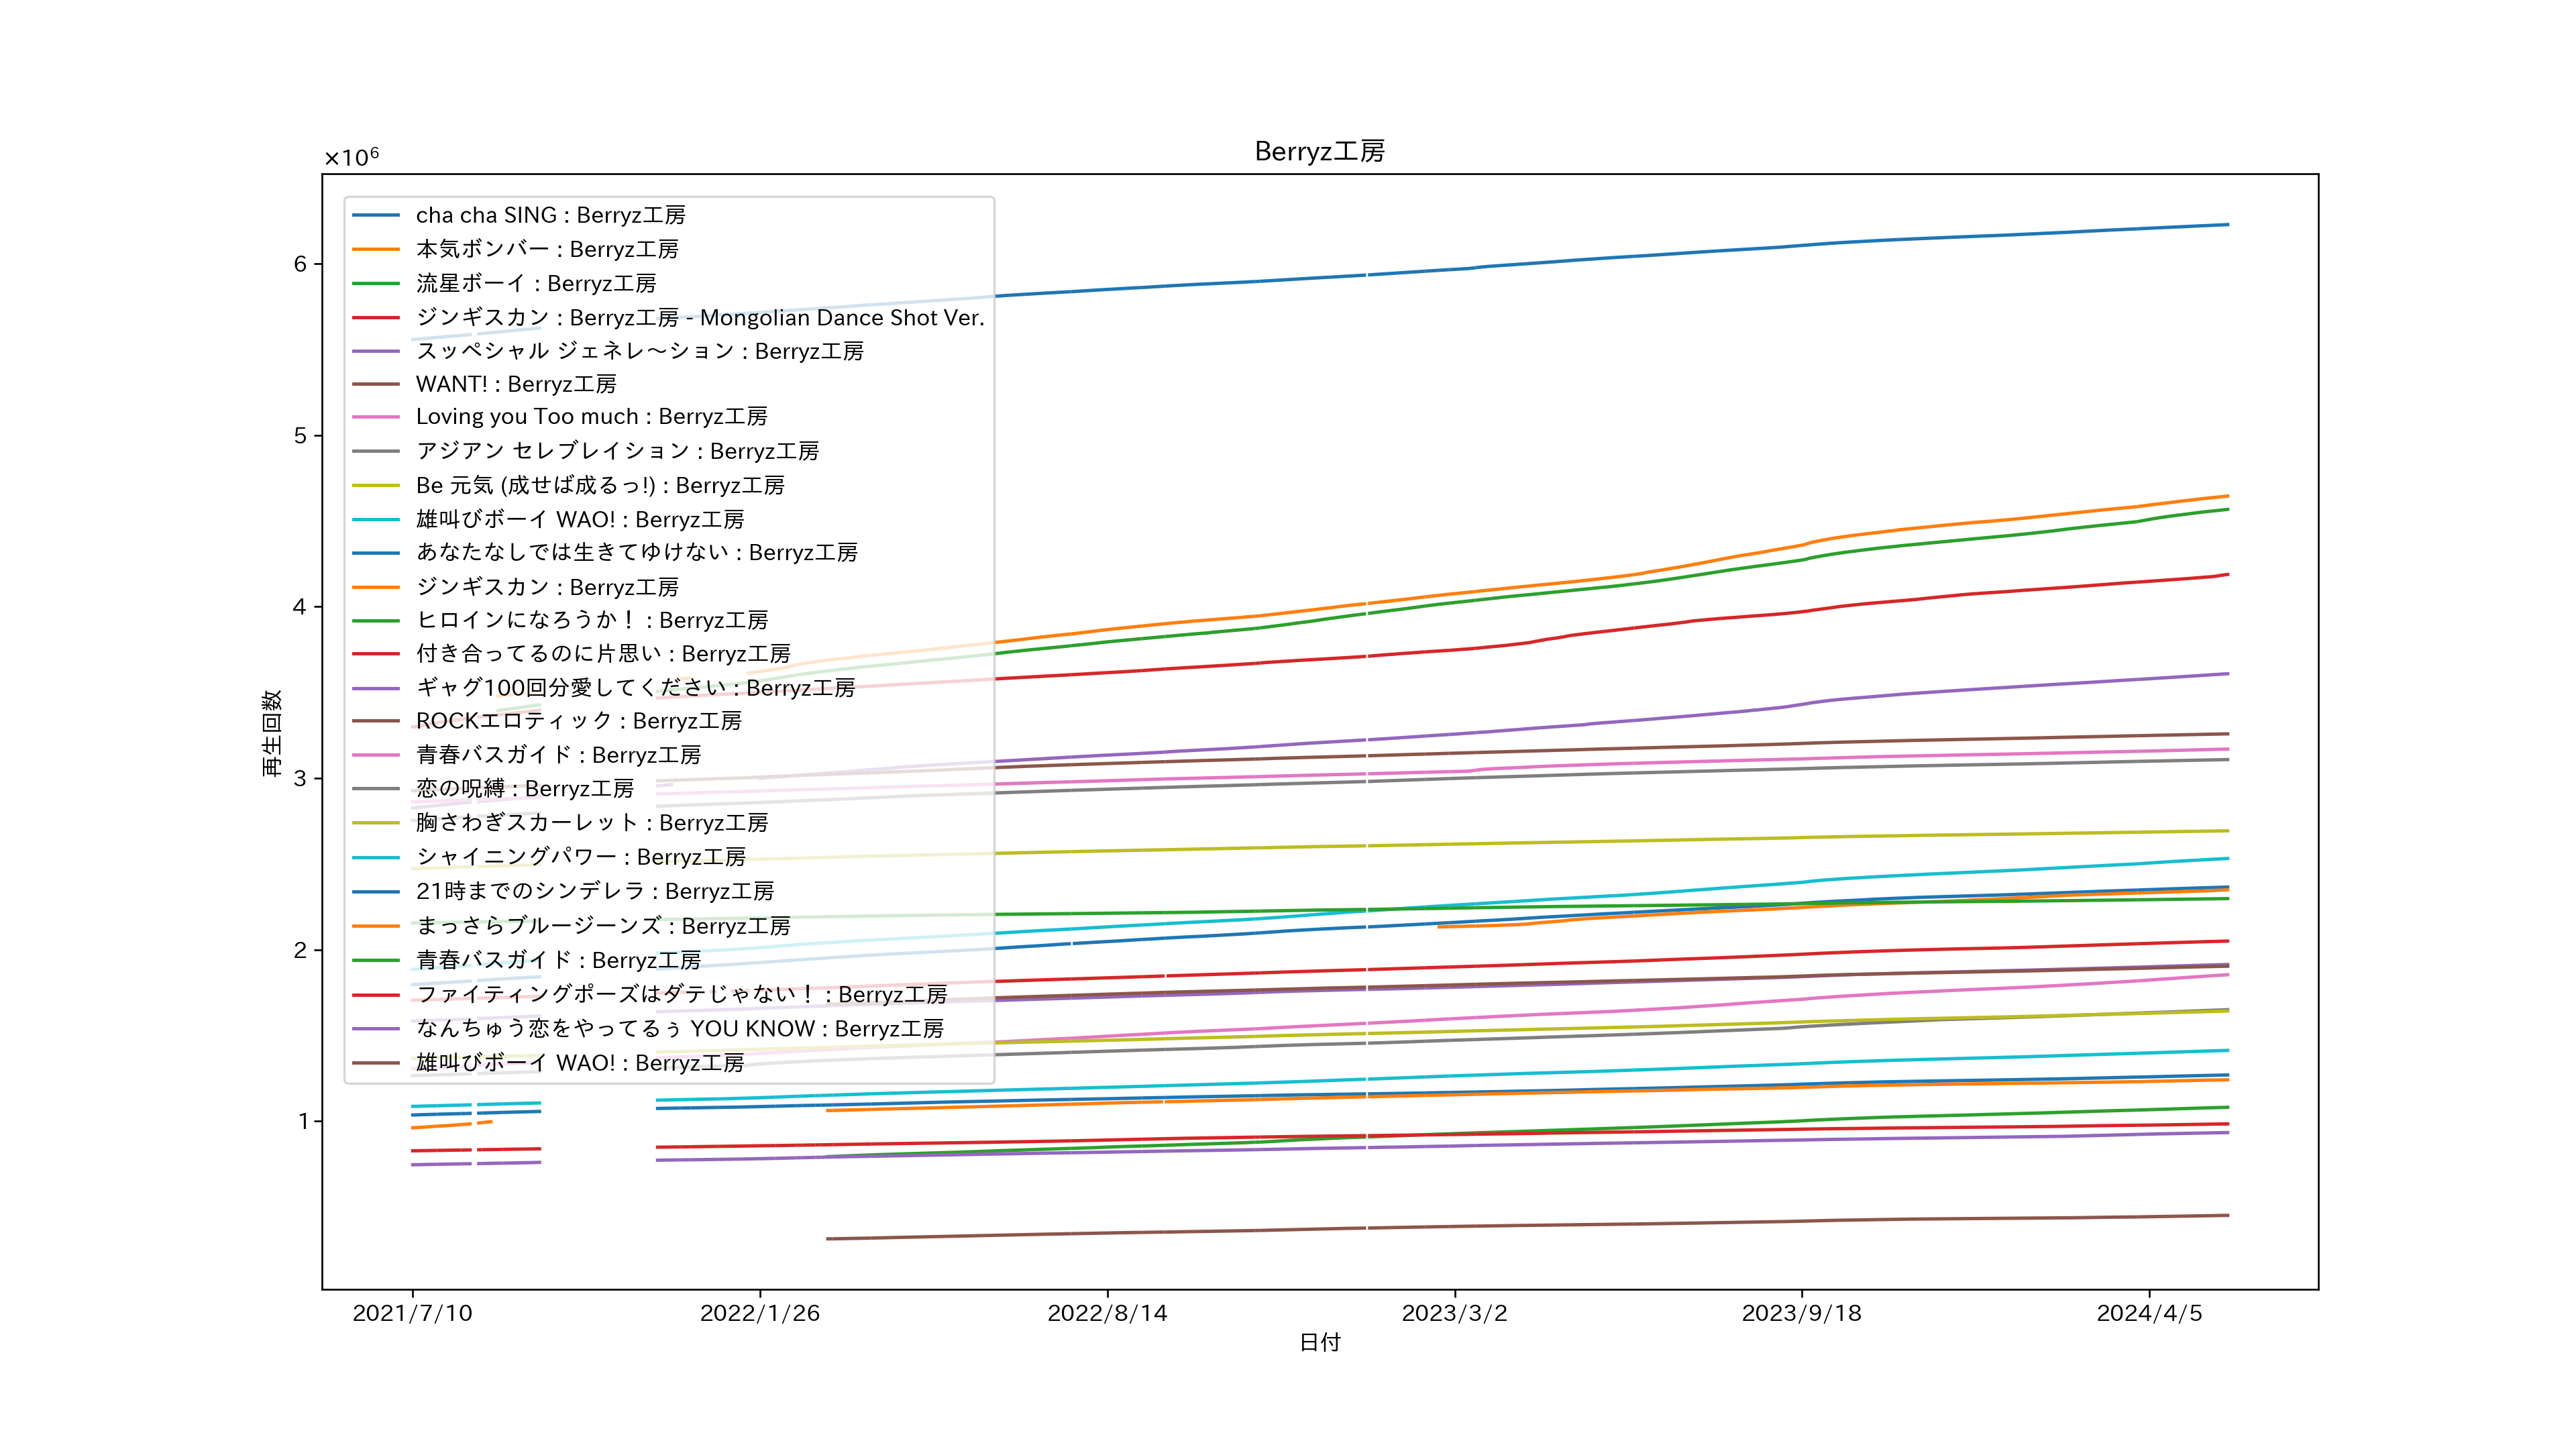 Berryz工房
×10⁶
cha cha SING : Berryz工房
本気ボンバー : Berryz工房
流星ボーイ : Berryz工房
ジンギスカン : Berryz工房 - Mongolian Dance Shot Ver.
スッペシャル ジェネレ～ション : Berryz工房
WANT! : Berryz工房
Loving you Too much : Berryz工房
アジアン セレブレイション : Berryz工房
Be 元気 (成せば成るっ!) : Berryz工房
雄叫びボーイ WAO! : Berryz工房
あなたなしでは生きてゆけない : Berryz工房
ジンギスカン : Berryz工房
ヒロインになろうか！ : Berryz工房
付き合ってるのに片思い : Berryz工房
ギャグ100回分愛してください : Berryz工房
ROCKエロティック : Berryz工房
青春バスガイド : Berryz工房
恋の呪縛 : Berryz工房
胸さわぎスカーレット : Berryz工房
シャイニングパワー : Berryz工房
21時までのシンデレラ : Berryz工房
まっさらブルージーンズ : Berryz工房
青春バスガイド : Berryz工房
ファイティングポーズはダテじゃない！ : Berryz工房
なんちゅう恋をやってるぅ YOU KNOW : Berryz工房
雄叫びボーイ WAO! : Berryz工房
6
5
4
3
2
1
再生回数
2021/7/10
2022/1/26
2022/8/14
2023/3/2
2023/9/18
2024/4/5
日付